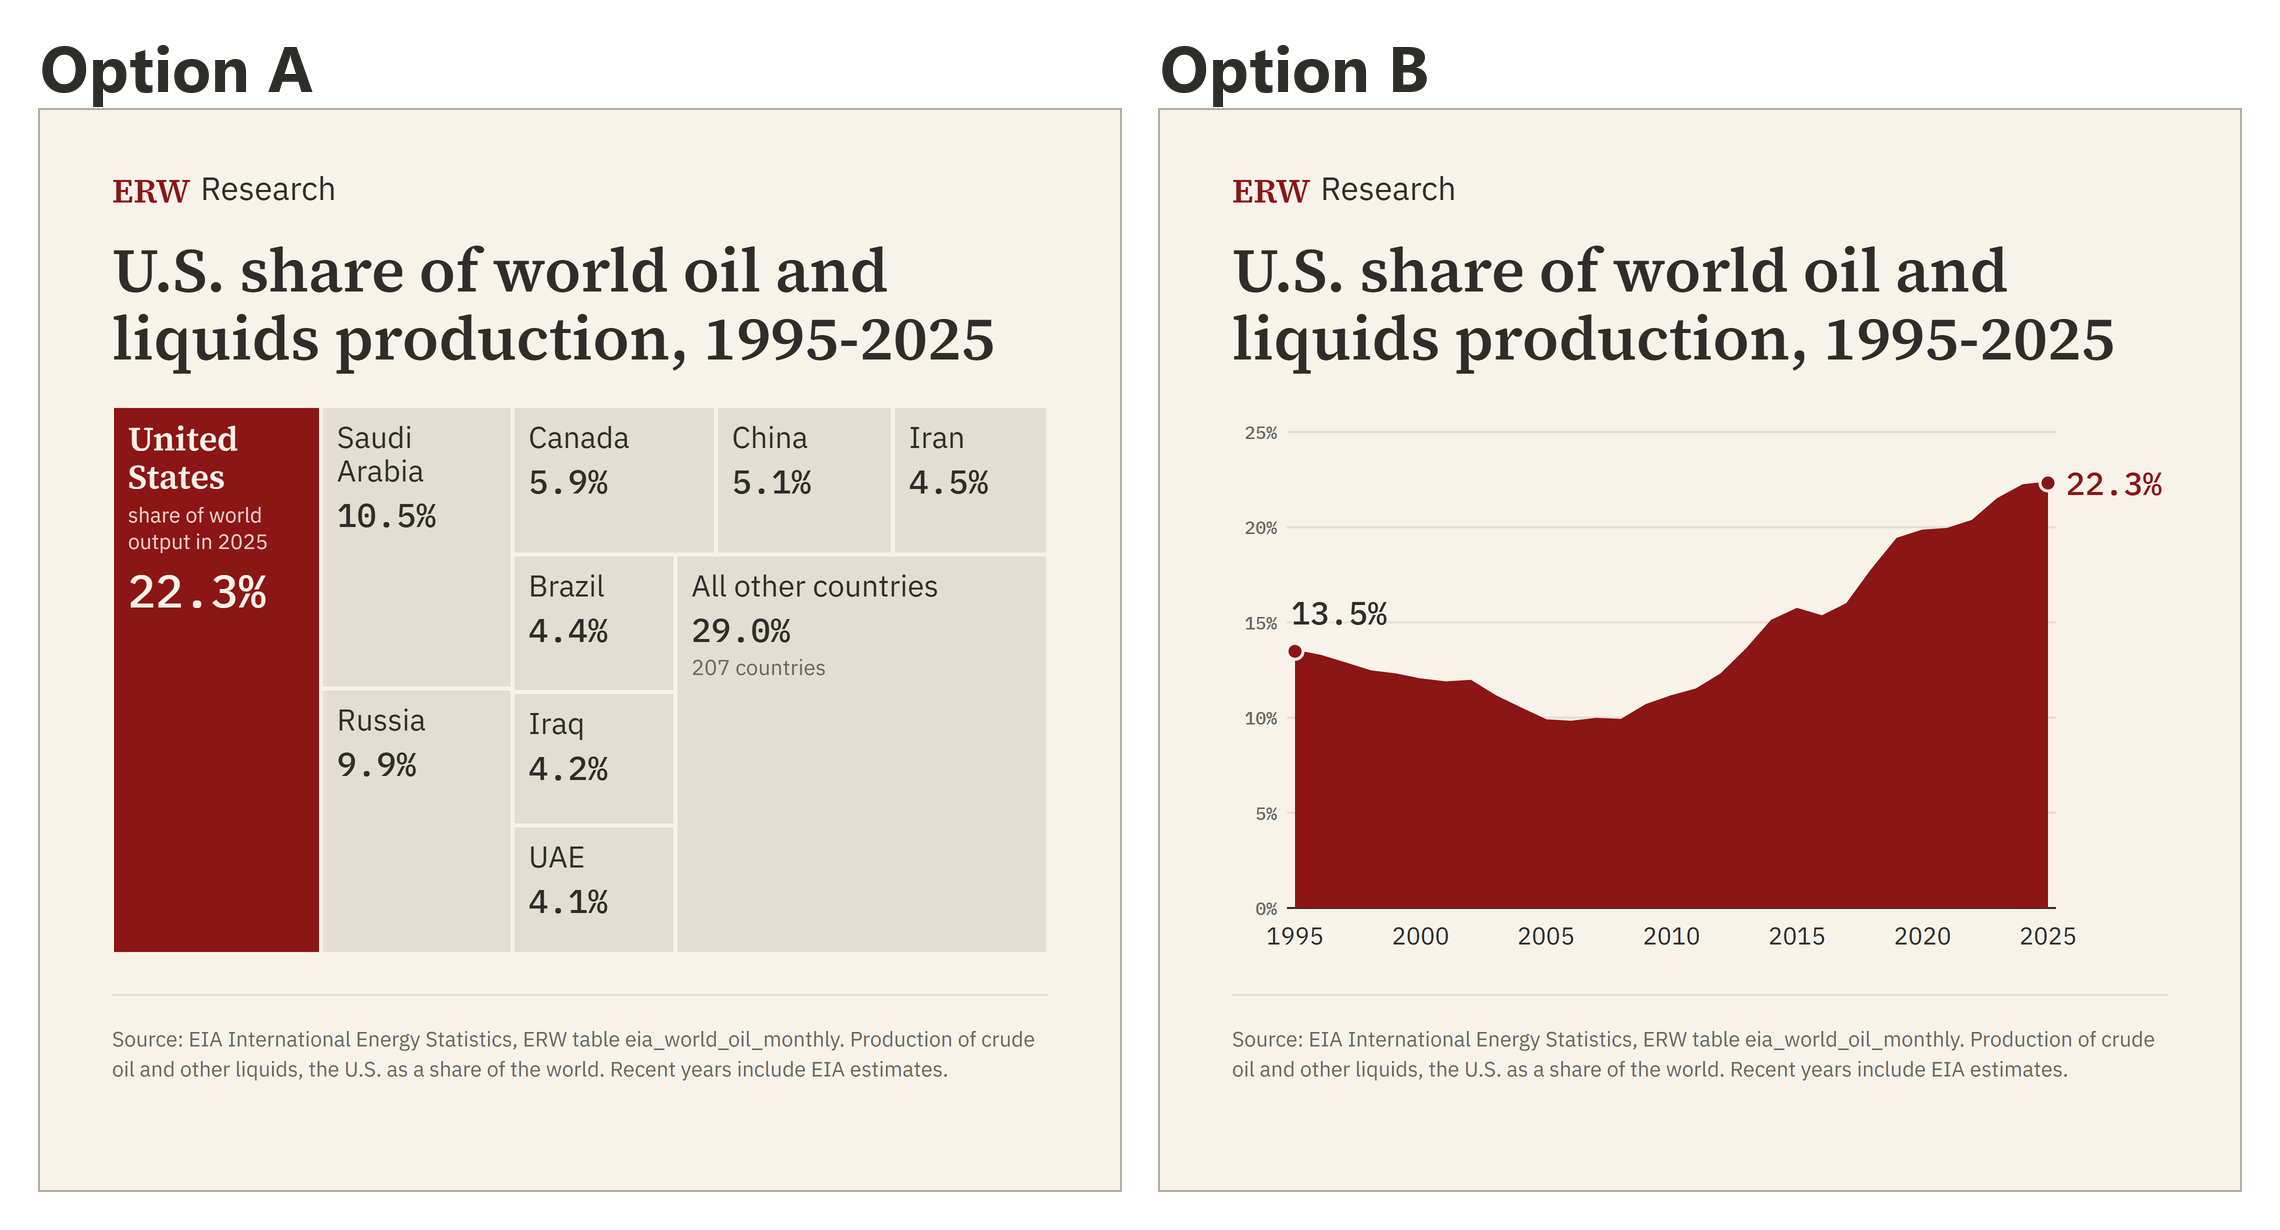 Option A
ERW Research
U.S. share of world oil and
liquids production, 1995-2025
United
States
share of world
output in 2025
22.3%
Saudi
Arabia
10.5%
Russia
9.9%
Canada
5.9%
China
5.1%
Iran
4.5%
Brazil
4.4%
Iraq
4.2%
UAE
4.1%
All other countries
29.0%
207 countries
Source: EIA International Energy Statistics, ERW table eia_world_oil_monthly. Production of crude
oil and other liquids, the U.S. as a share of the world. Recent years include EIA estimates.
Option B
ERW Research
U.S. share of world oil and
liquids production, 1995-2025
25%
20%
15%
10%
5%
0%
13.5%
22.3%
1995 2000 2005 2010 2015 2020 2025
Source: EIA International Energy Statistics, ERW table eia_world_oil_monthly. Production of crude
oil and other liquids, the U.S. as a share of the world. Recent years include EIA estimates.